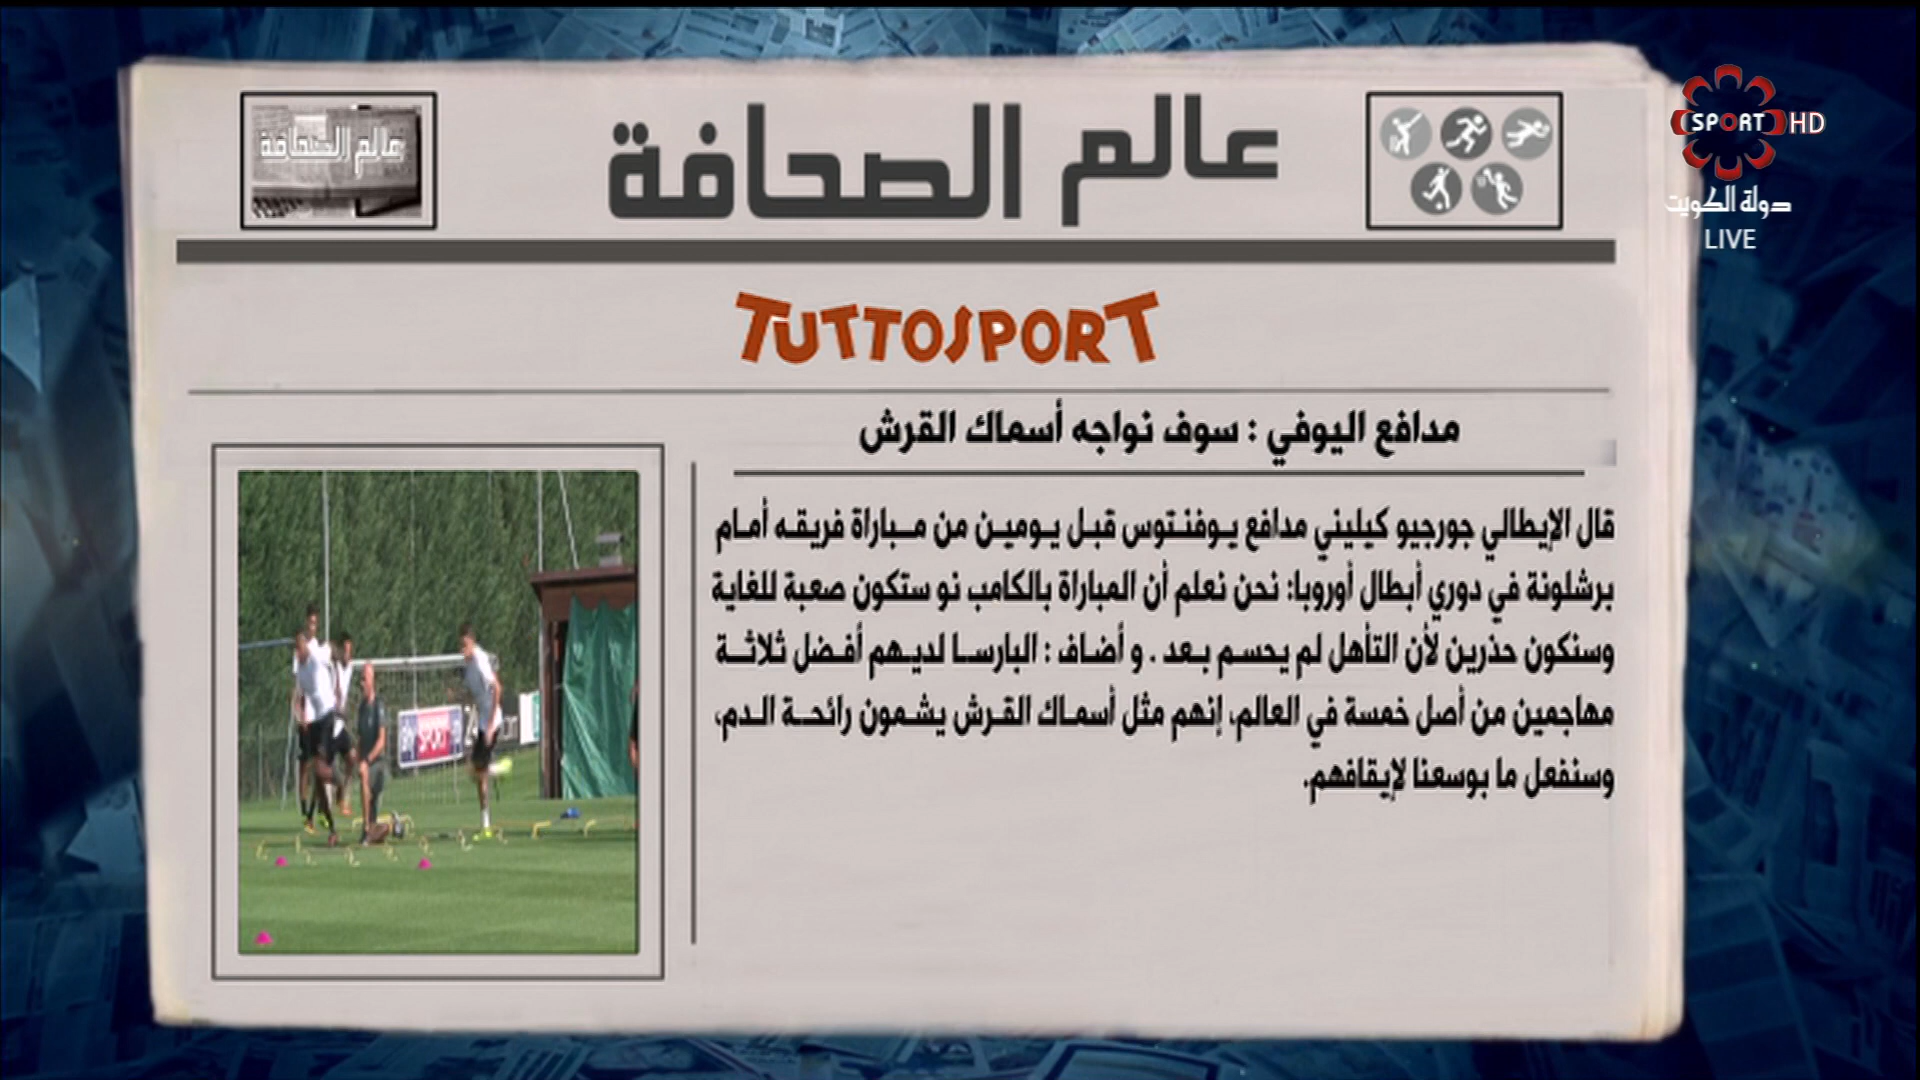 عالم الصحافة
عالم الصحافة
SPORT HD
دولة الكويت
LIVE
TUTTOSPORT
مدافع اليوفي : سوف نواجه أسماك القرش
قال الإيطالي جورجيو كيليني مدافع يوفنتوس قبل يومين من مباراة فريقه أمام
برشلونة في دوري أبطال أوروبا: نحن نعلم أن المباراة بالكامب نو ستكون صعبة للغاية
وسنكون حذرين لأن التأهل لم يحسم بعد . و أضاف : البارسا لديهم أفضل ثلاثة
مهاجمين من أصل خمسة في العالم، إنهم مثل أسماك القرش يشمون رائحة الدم،
وسنفعل ما بوسعنا لإيقافهم.
sky SPORT